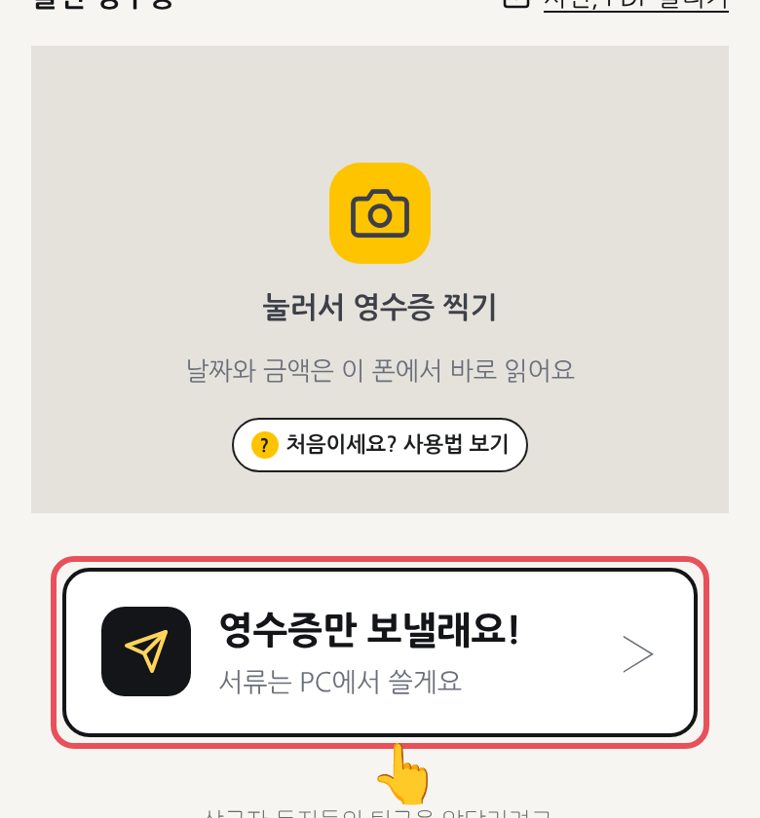 눌러서 영수증 찍기
날짜와 금액은 이 폰에서 바로 읽어요
? 처음이세요? 사용법 보기
영수증만 보낼래요!
서류는 PC에서 쓸게요